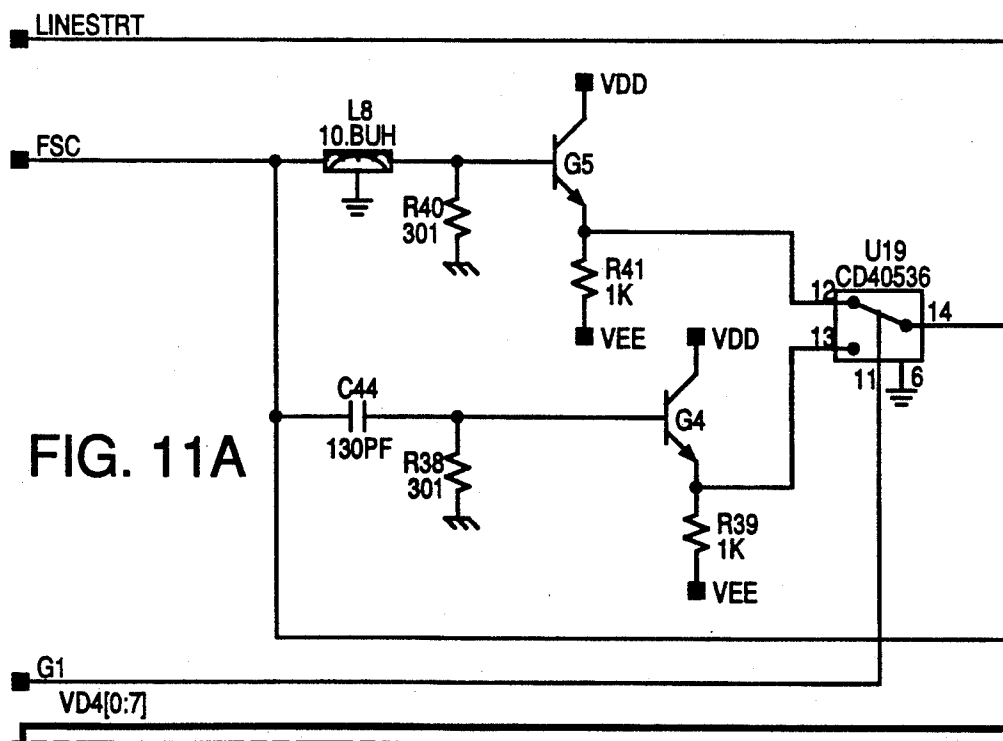 LINESTRT
VDD
L8
10.BUH
FSC
G5
R40
301
R41
1K
U19
CD40536
12
14
13
VEE
VDD
11
6
C44
130PF
G4
FIG. 11A
R38
301
R39
1K
VEE
G1
VD4[0:7]